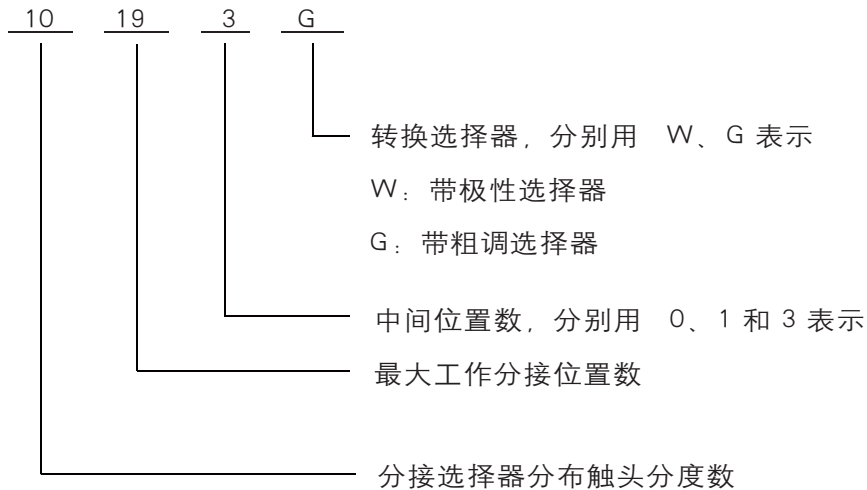 10 19 3 G
转换选择器，分别用 W、G 表示
W：带极性选择器
G：带粗调选择器
中间位置数，分别用 0、1 和 3 表示
最大工作分接位置数
分接选择器分布触头分度数